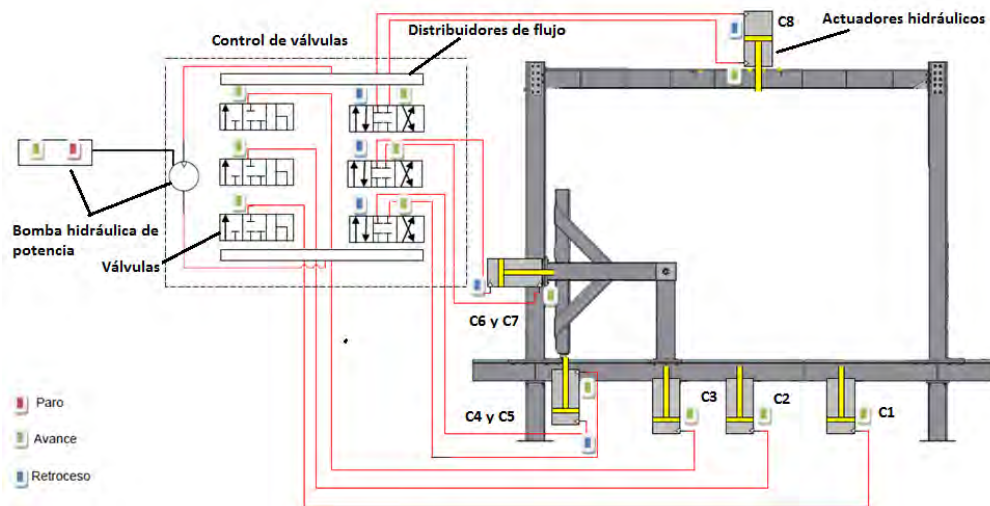 C8
Actuadores hidráulicos
Distribuidores de flujo
Control de válvulas
Bomba hidráulica de
potencia
Válvulas
C6 y C7
C4 y C5
C3
C2
C1
Paro
Avance
Retroceso